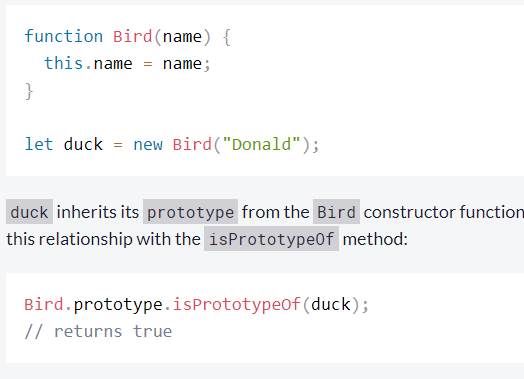 function Bird(name) {
  this.name = name;
}
let duck = new Bird("Donald");
duck inherits its prototype from the Bird constructor function
this relationship with the isPrototypeOf method:
Bird.prototype.isPrototypeOf(duck);
// returns true